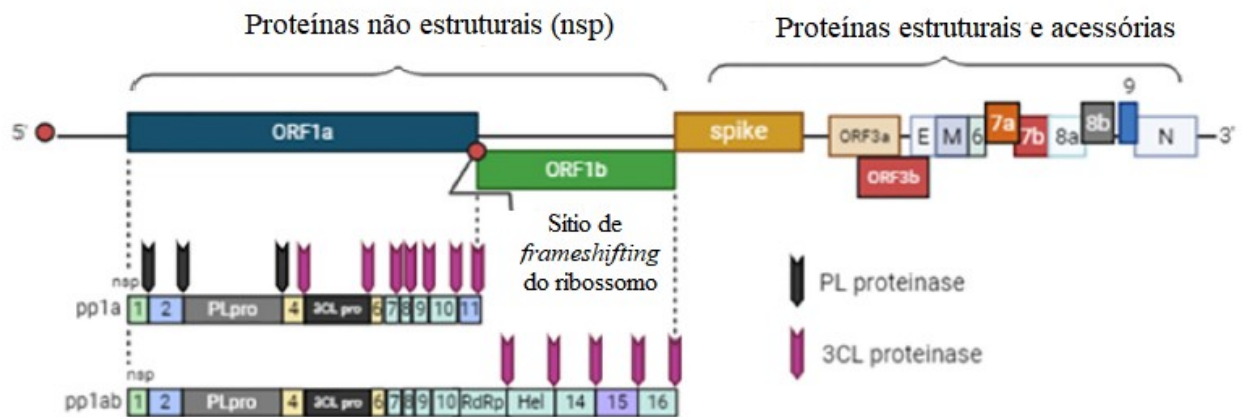 Proteínas não estruturais (nsp)
Proteínas estruturais e acessórias
9
5' ORF1a spike ORF3a E M 6 7a 7b 8a 8b N 3'
ORF1b ORF3b
Sítio de
frameshifting
do ribossomo
PL proteinase
3CL proteinase
nsp
pp1a 1 2 PLpro 4 3CL pro 6 7 8 9 10 11
nsp
pp1ab 1 2 PLpro 4 3CL pro 6 7 8 9 10 RdRp Hel 14 15 16